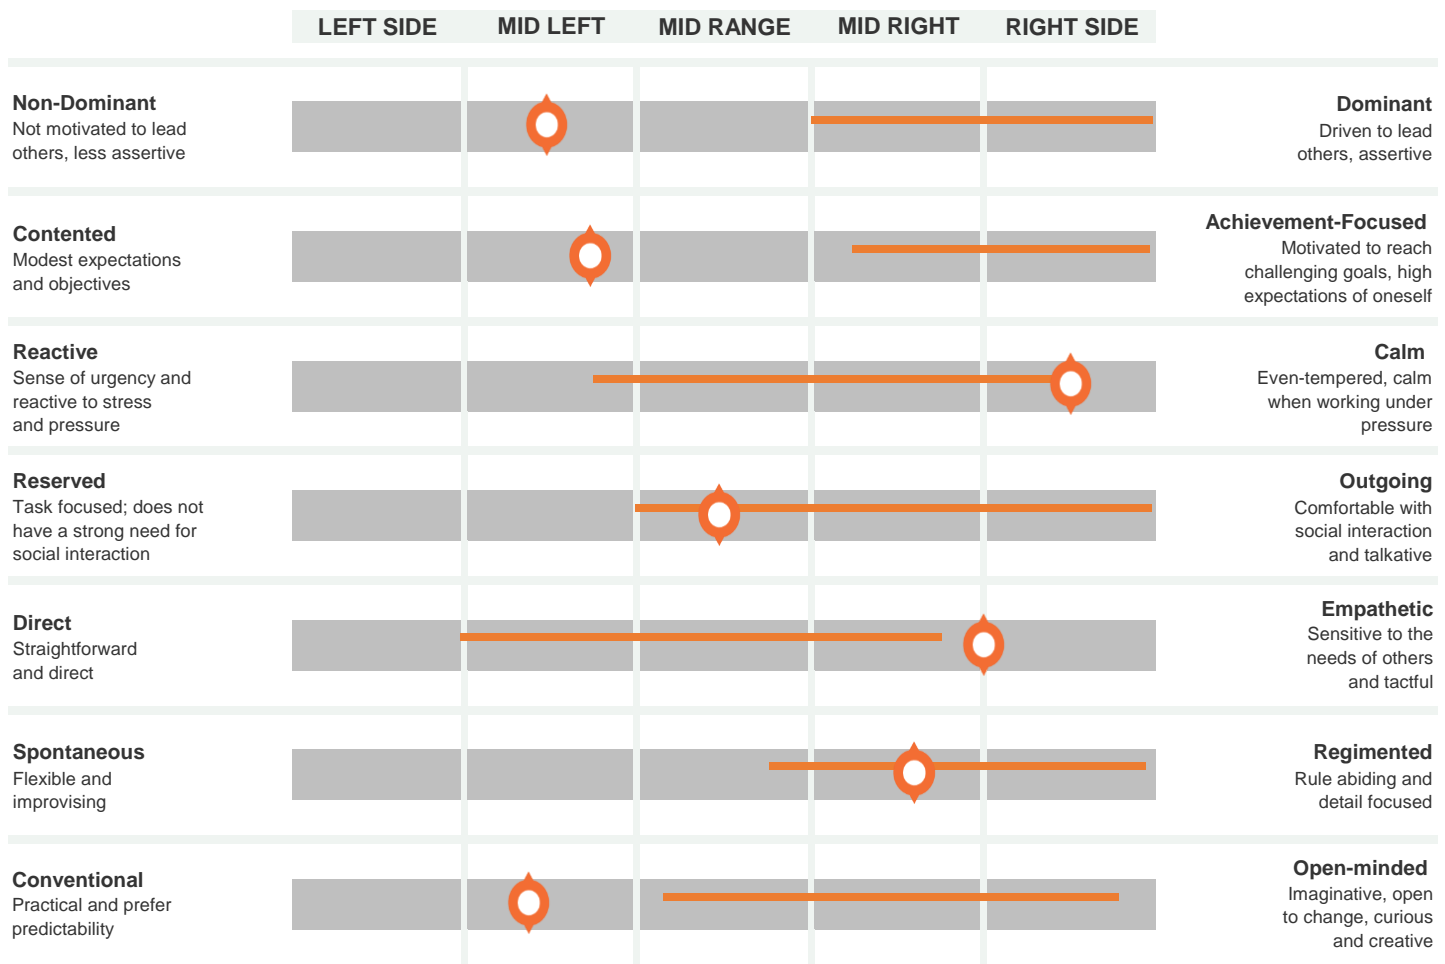 LEFT SIDE MID LEFT MID RANGE MID RIGHT RIGHT SIDE
Non-Dominant
Not motivated to lead
others, less assertive
Dominant
Driven to lead
others, assertive
Contented
Modest expectations
and objectives
Achievement-Focused
Motivated to reach
challenging goals, high
expectations of oneself
Reactive
Sense of urgency and
reactive to stress
and pressure
Calm
Even-tempered, calm
when working under
pressure
Reserved
Task focused; does not
have a strong need for
social interaction
Outgoing
Comfortable with
social interaction
and talkative
Direct
Straightforward
and direct
Empathetic
Sensitive to the
needs of others
and tactful
Spontaneous
Flexible and
improvising
Regimented
Rule abiding and
detail focused
Conventional
Practical and prefer
predictability
Open-minded
Imaginative, open
to change, curious
and creative